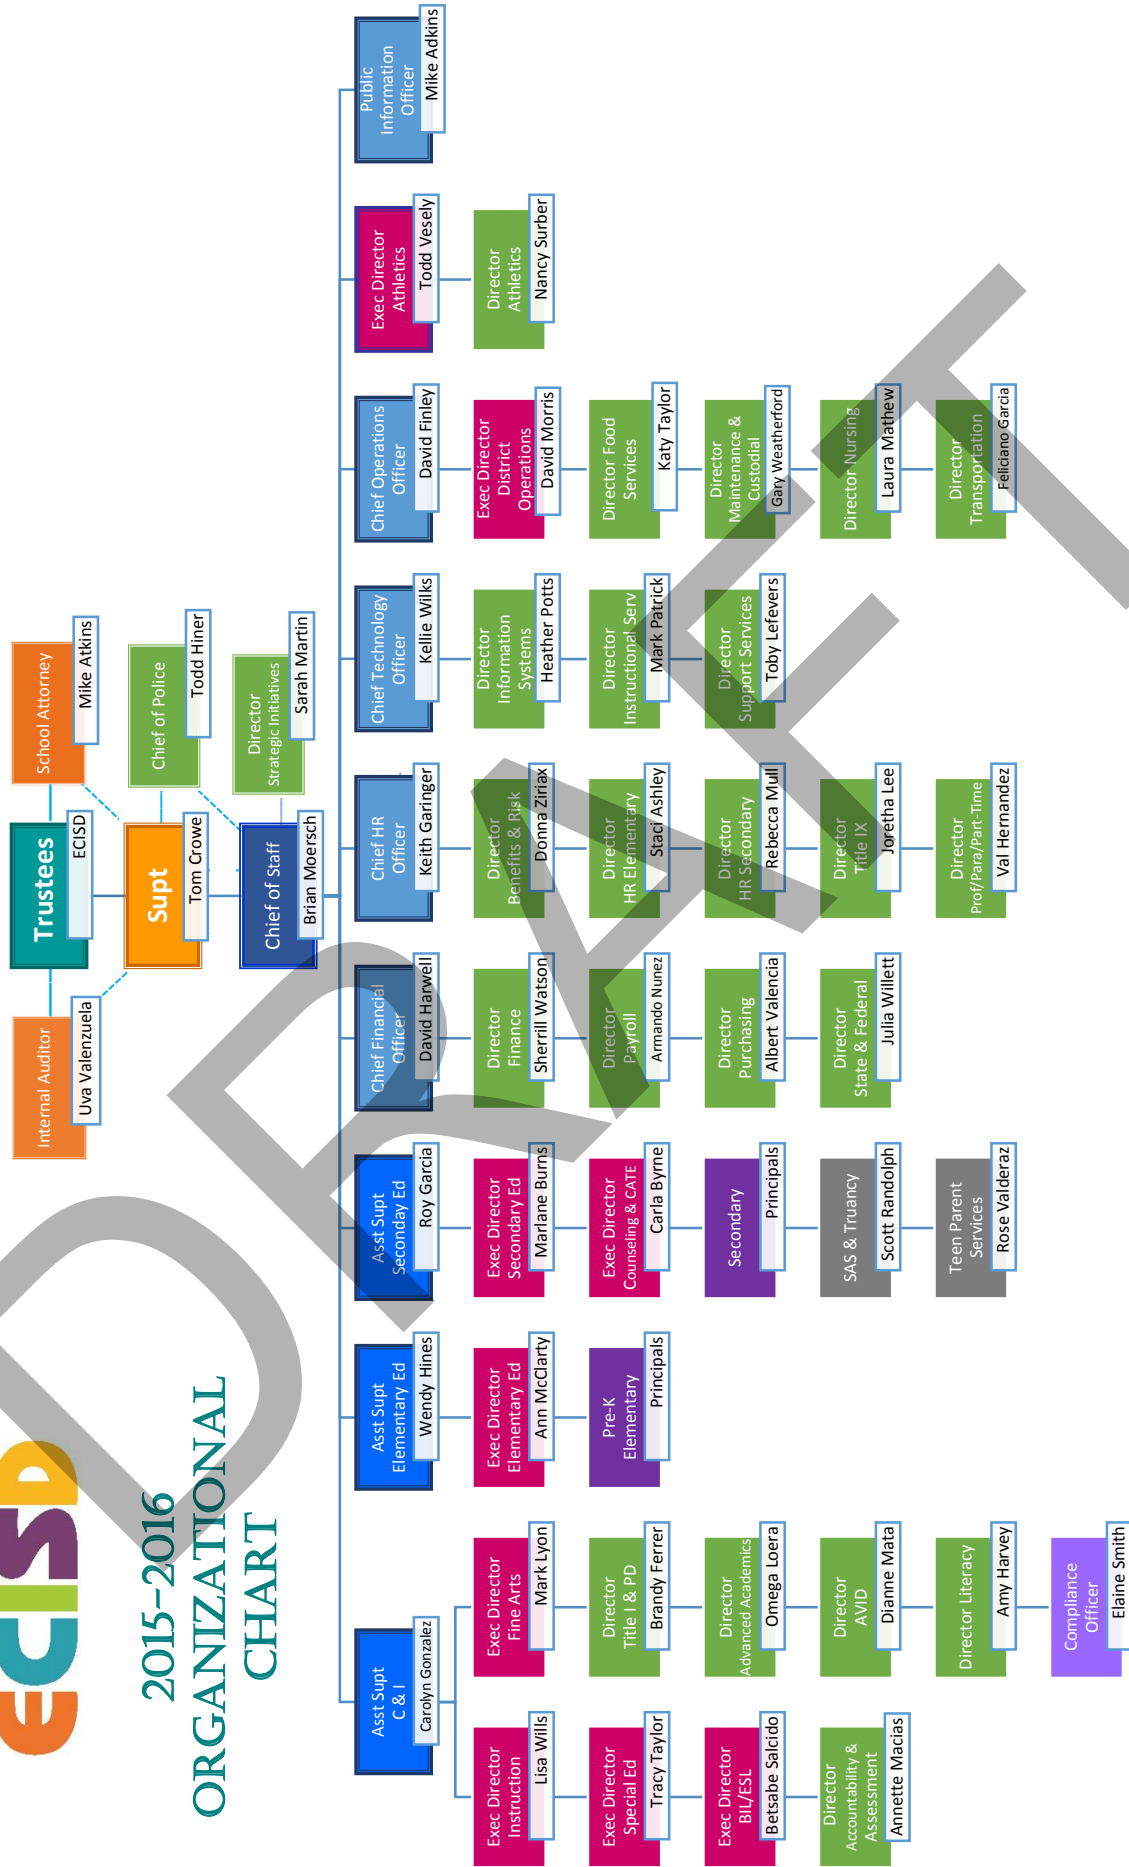 ECISD
2015-2016
ORGANIZATIONAL
CHART
DRAFT
Internal Auditor
Uva Valenzuela
Trustees
ECISD
School Attorney
Mike Atkins
Supt
Tom Crowe
Chief of Police
Todd Hiner
Chief of Staff
Brian Moersch
Director
Strategic Initiatives
Sarah Martin
Asst Supt
C & I
Carolyn Gonzalez
Exec Director
Instruction
Lisa Wills
Exec Director
Special Ed
Tracy Taylor
Exec Director
BIL/ESL
Betsabe Salcido
Director
Accountability &
Assessment
Annette Macias
Exec Director
Fine Arts
Mark Lyon
Director
Title I & PD
Brandy Ferrer
Director
Advanced Academics
Omega Loera
Director
AVID
Dianne Mata
Director Literacy
Amy Harvey
Compliance
Officer
Elaine Smith
Asst Supt
Elementary Ed
Wendy Hines
Exec Director
Elementary Ed
Ann McClarty
Pre-K
Elementary
Principals
Asst Supt
Seconday Ed
Roy Garcia
Exec Director
Secondary Ed
Marlane Burns
Exec Director
Counseling & CATE
Carla Byrne
Secondary
Principals
SAS & Truancy
Scott Randolph
Teen Parent
Services
Rose Valderaz
Chief Financial
Officer
David Harwell
Director
Finance
Sherrill Watson
Director
Payroll
Armando Nunez
Director
Purchasing
Albert Valencia
Director
State & Federal
Julia Willett
Chief HR
Officer
Keith Garinger
Director
Benefits & Risk
Donna Ziriax
Director
HR Elementary
Staci Ashley
Director
HR Secondary
Rebecca Mull
Director
Title IX
Joretha Lee
Director
Prof/Para/Part-Time
Val Hernandez
Chief Technology
Officer
Kellie Wilks
Director
Information
Systems
Heather Potts
Director
Instructional Serv
Mark Patrick
Director
Support Services
Toby Lefevers
Chief Operations
Officer
David Finley
Exec Director
District
Operations
David Morris
Director Food
Services
Katy Taylor
Director
Maintenance &
Custodial
Gary Weatherford
Director Nursing
Laura Mathew
Director
Transportation
Feliciano Garcia
Exec Director
Athletics
Todd Vesely
Director
Athletics
Nancy Surber
Public
Information
Officer
Mike Adkins